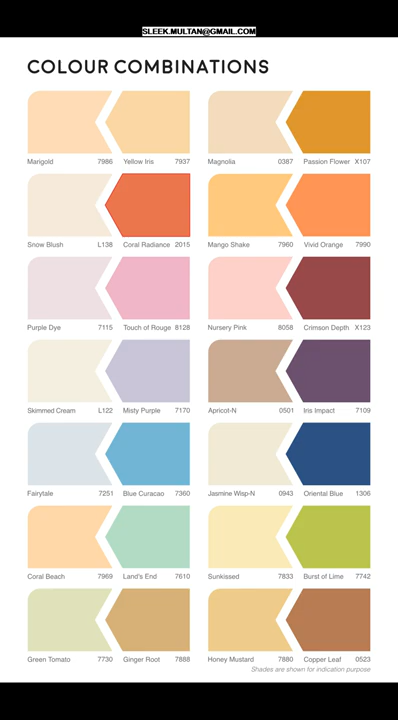 SLEEK.MULTAN@GMAIL.COM
COLOUR COMBINATIONS
Marigold 7986 Yellow Iris 7937 Magnolia 0387 Passion Flower X107
Snow Blush L138 Coral Radiance 2015 Mango Shake 7960 Vivid Orange 7990
Purple Dye 7115 Touch of Rouge 8128 Nursery Pink 8058 Crimson Depth X123
Skimmed Cream L122 Misty Purple 7170 Apricot-N 0501 Iris Impact 7109
Fairytale 7251 Blue Curacao 7360 Jasmine Wisp-N 0943 Oriental Blue 1306
Coral Beach 7969 Land's End 7610 Sunkissed 7833 Burst of Lime 7742
Green Tomato 7730 Ginger Root 7888 Honey Mustard 7880 Copper Leaf 0523
Shades are shown for indication purpose